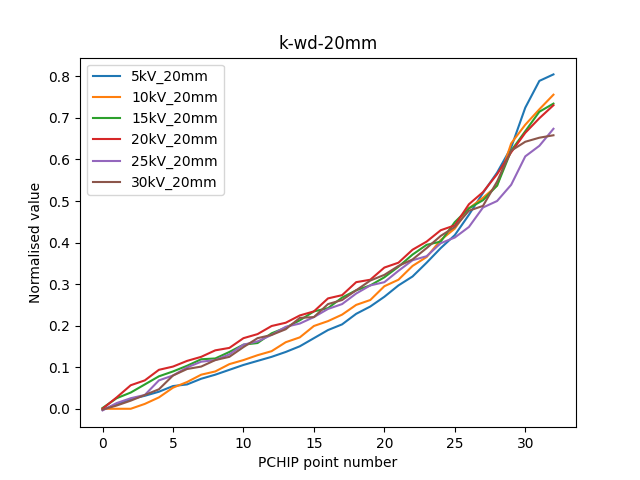 k-wd-20mm
5kV_20mm
10kV_20mm
15kV_20mm
20kV_20mm
25kV_20mm
30kV_20mm
Normalised value
0.8
0.7
0.6
0.5
0.4
0.3
0.2
0.1
0.0
0 5 10 15 20 25 30
PCHIP point number